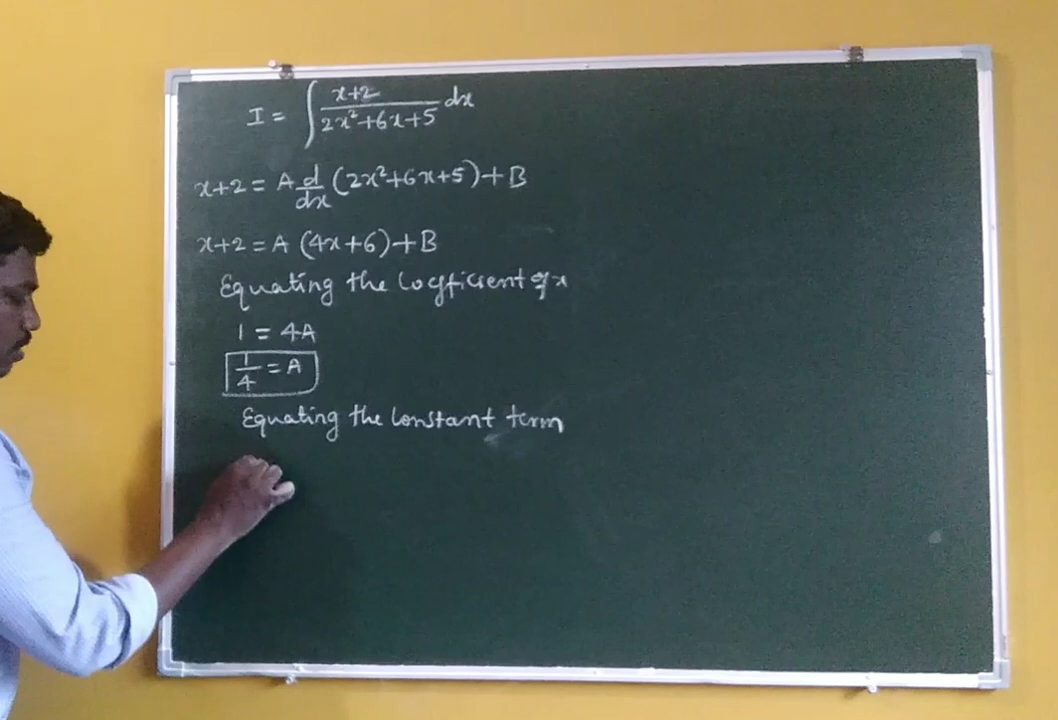 I = ∫ x+2 / 2x²+6x+5 dx
x+2 = A d/dx (2x²+6x+5)+B
x+2 = A (4x+6)+B
Equating the Coefficient of x
1 = 4A
1/4 = A
Equating the Constant term